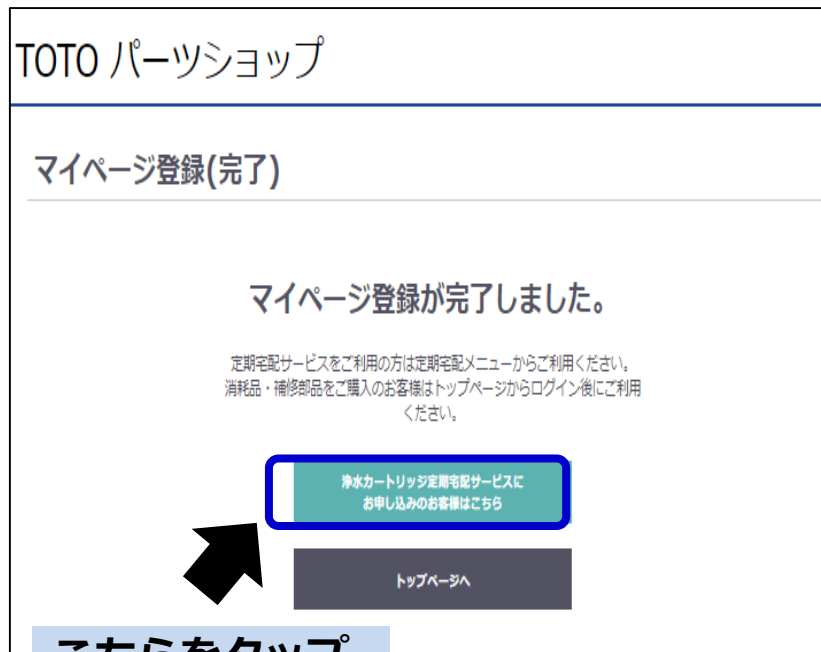 TOTO パーツショップ
マイページ登録(完了)
マイページ登録が完了しました。
定期宅配サービスをご利用の方は定期宅配メニューからご利用ください。
消耗品・補修部品をご購入のお客様はトップページからログイン後にご利用
ください。
浄水カートリッジ定期宅配サービスに
お申し込みのお客様はこちら
トップページへ
こちらをタップ